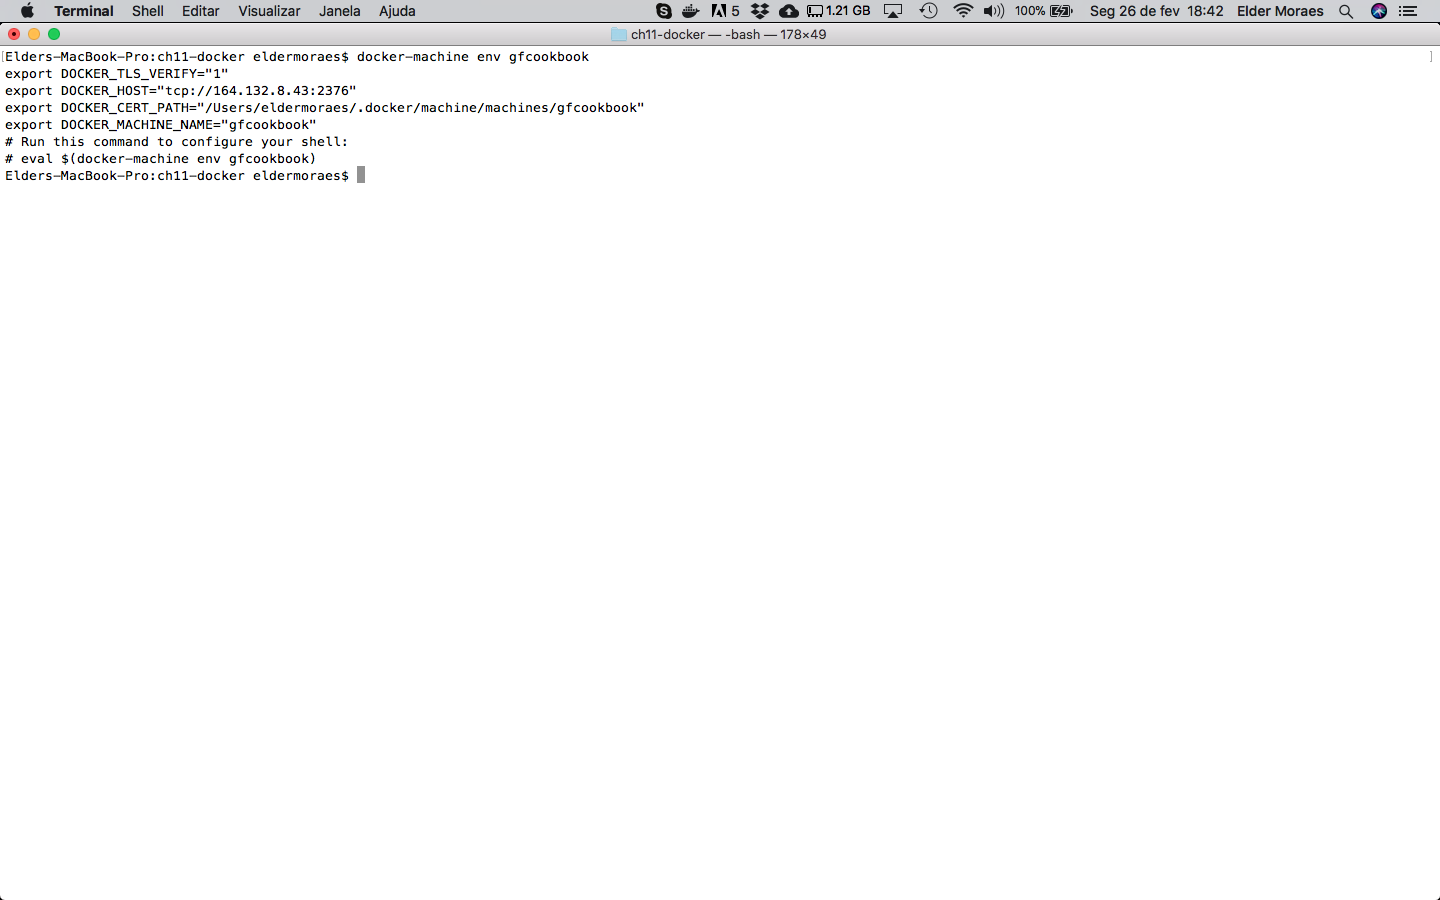 Terminal Shell Editar Visualizar Janela Ajuda 5 1.21 GB 100% Seg 26 de fev 18:42 Elder Moraes
ch11-docker — -bash — 178×49
Elders-MacBook-Pro:ch11-docker eldermoraes$ docker-machine env gfcookbook
export DOCKER_TLS_VERIFY="1"
export DOCKER_HOST="tcp://164.132.8.43:2376"
export DOCKER_CERT_PATH="/Users/eldermoraes/.docker/machine/machines/gfcookbook"
export DOCKER_MACHINE_NAME="gfcookbook"
# Run this command to configure your shell:
# eval $(docker-machine env gfcookbook)
Elders-MacBook-Pro:ch11-docker eldermoraes$